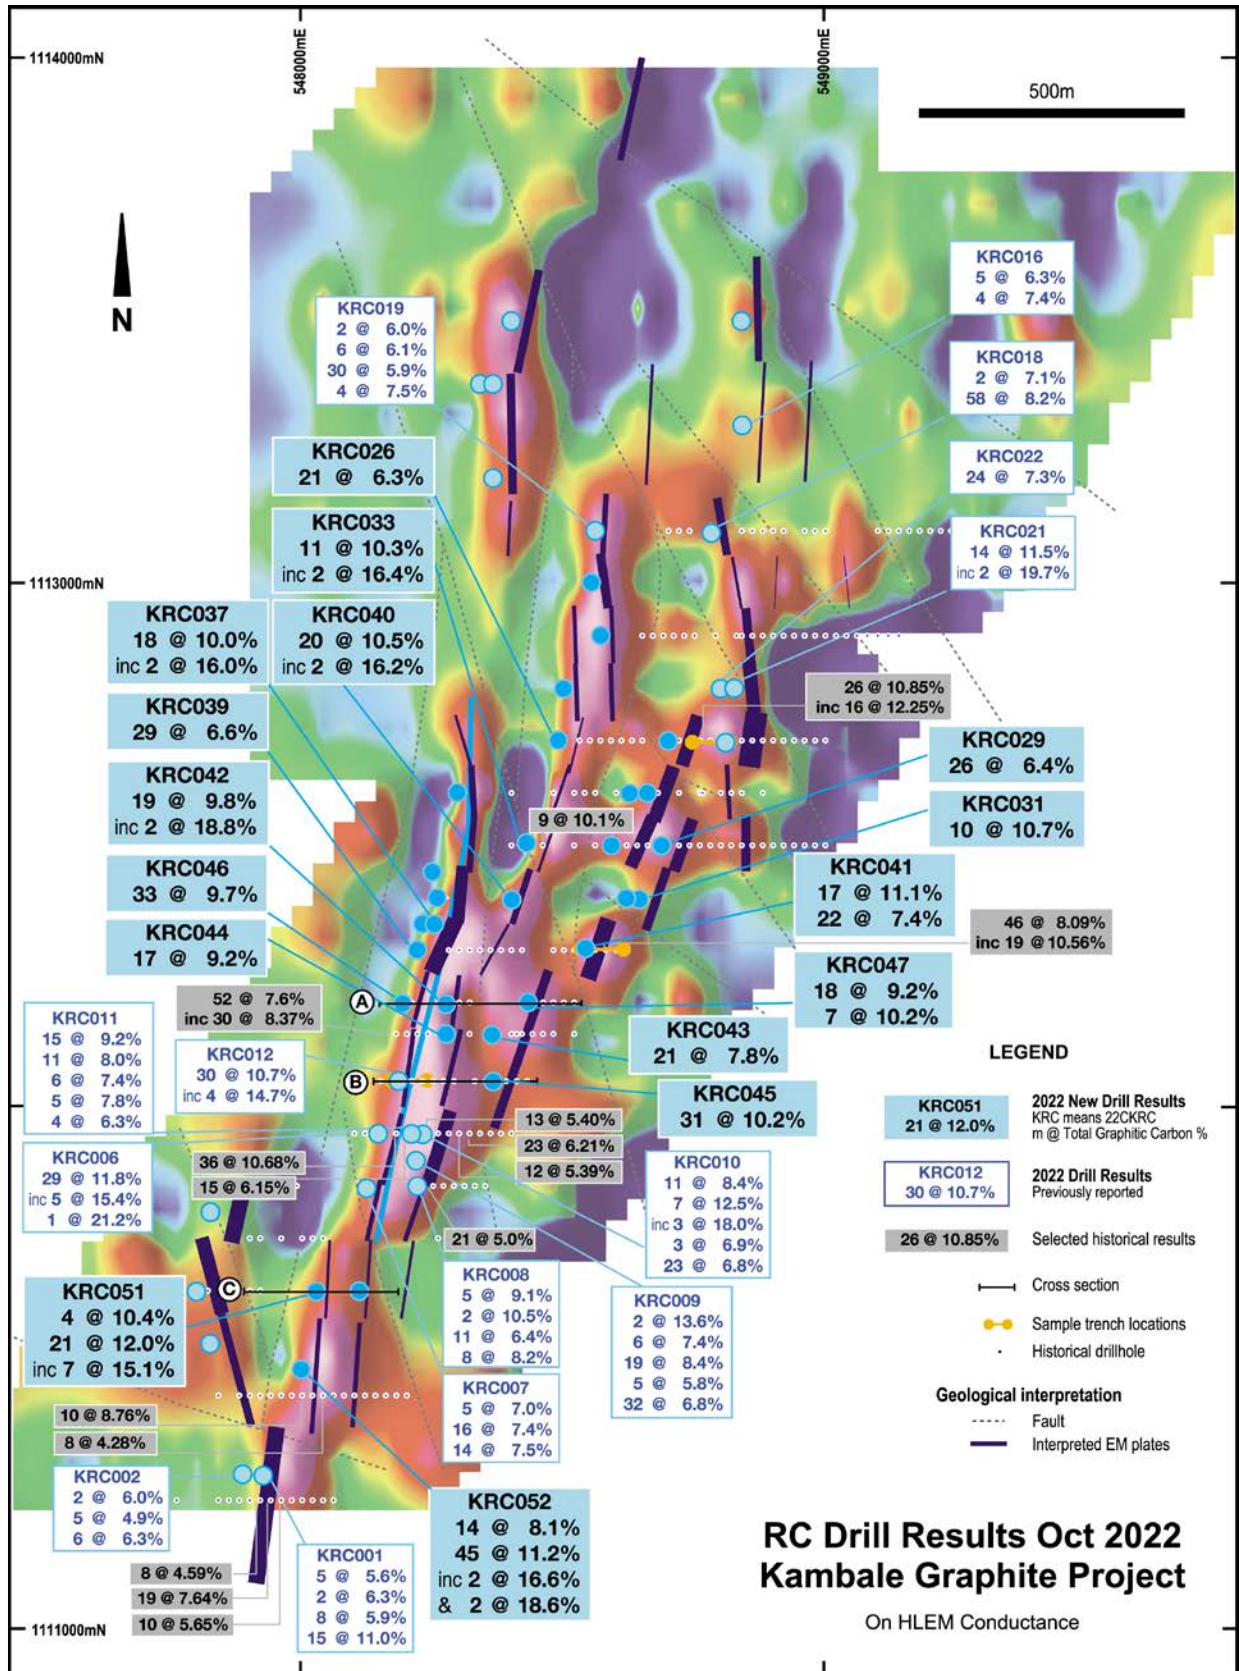 1114000mN
548000mE
549000mE
500m
N
KRC016
5 @ 6.3%
4 @ 7.4%
KRC019
2 @ 6.0%
6 @ 6.1%
30 @ 5.9%
4 @ 7.5%
KRC018
2 @ 7.1%
58 @ 8.2%
KRC026
21 @ 6.3%
KRC022
24 @ 7.3%
KRC033
11 @ 10.3%
inc 2 @ 16.4%
KRC021
14 @ 11.5%
inc 2 @ 19.7%
1113000mN
KRC037
18 @ 10.0%
inc 2 @ 16.0%
KRC040
20 @ 10.5%
inc 2 @ 16.2%
26 @ 10.85%
inc 16 @ 12.25%
KRC039
29 @ 6.6%
KRC029
26 @ 6.4%
KRC042
19 @ 9.8%
inc 2 @ 18.8%
9 @ 10.1%
KRC031
10 @ 10.7%
KRC046
33 @ 9.7%
KRC041
17 @ 11.1%
22 @ 7.4%
46 @ 8.09%
inc 19 @ 10.56%
KRC044
17 @ 9.2%
KRC047
18 @ 9.2%
7 @ 10.2%
52 @ 7.6%
inc 30 @ 8.37%
A
KRC011
15 @ 9.2%
11 @ 8.0%
6 @ 7.4%
5 @ 7.8%
4 @ 6.3%
KRC012
30 @ 10.7%
inc 4 @ 14.7%
KRC043
21 @ 7.8%
B
KRC045
31 @ 10.2%
13 @ 5.40%
23 @ 6.21%
12 @ 5.39%
KRC006
29 @ 11.8%
inc 5 @ 15.4%
1 @ 21.2%
36 @ 10.68%
15 @ 6.15%
KRC010
11 @ 8.4%
7 @ 12.5%
inc 3 @ 18.0%
3 @ 6.9%
23 @ 6.8%
21 @ 5.0%
C
KRC051
4 @ 10.4%
21 @ 12.0%
inc 7 @ 15.1%
KRC008
5 @ 9.1%
2 @ 10.5%
11 @ 6.4%
8 @ 8.2%
KRC009
2 @ 13.6%
6 @ 7.4%
19 @ 8.4%
5 @ 5.8%
32 @ 6.8%
KRC007
5 @ 7.0%
16 @ 7.4%
14 @ 7.5%
10 @ 8.76%
8 @ 4.28%
KRC002
2 @ 6.0%
5 @ 4.9%
6 @ 6.3%
KRC052
14 @ 8.1%
45 @ 11.2%
inc 2 @ 16.6%
& 2 @ 18.6%
8 @ 4.59%
19 @ 7.64%
10 @ 5.65%
KRC001
5 @ 5.6%
2 @ 6.3%
8 @ 5.9%
15 @ 11.0%
1111000mN
LEGEND
KRC051
21 @ 12.0%
2022 New Drill Results
KRC means 22CKRC
m @ Total Graphitic Carbon %
KRC012
30 @ 10.7%
2022 Drill Results
Previously reported
26 @ 10.85%
Selected historical results
Cross section
Sample trench locations
Historical drillhole
Geological interpretation
Fault
Interpreted EM plates
RC Drill Results Oct 2022
Kambale Graphite Project
On HLEM Conductance